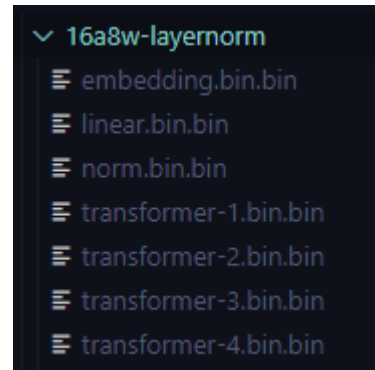 16a8w-layernorm
embedding.bin.bin
linear.bin.bin
norm.bin.bin
transformer-1.bin.bin
transformer-2.bin.bin
transformer-3.bin.bin
transformer-4.bin.bin